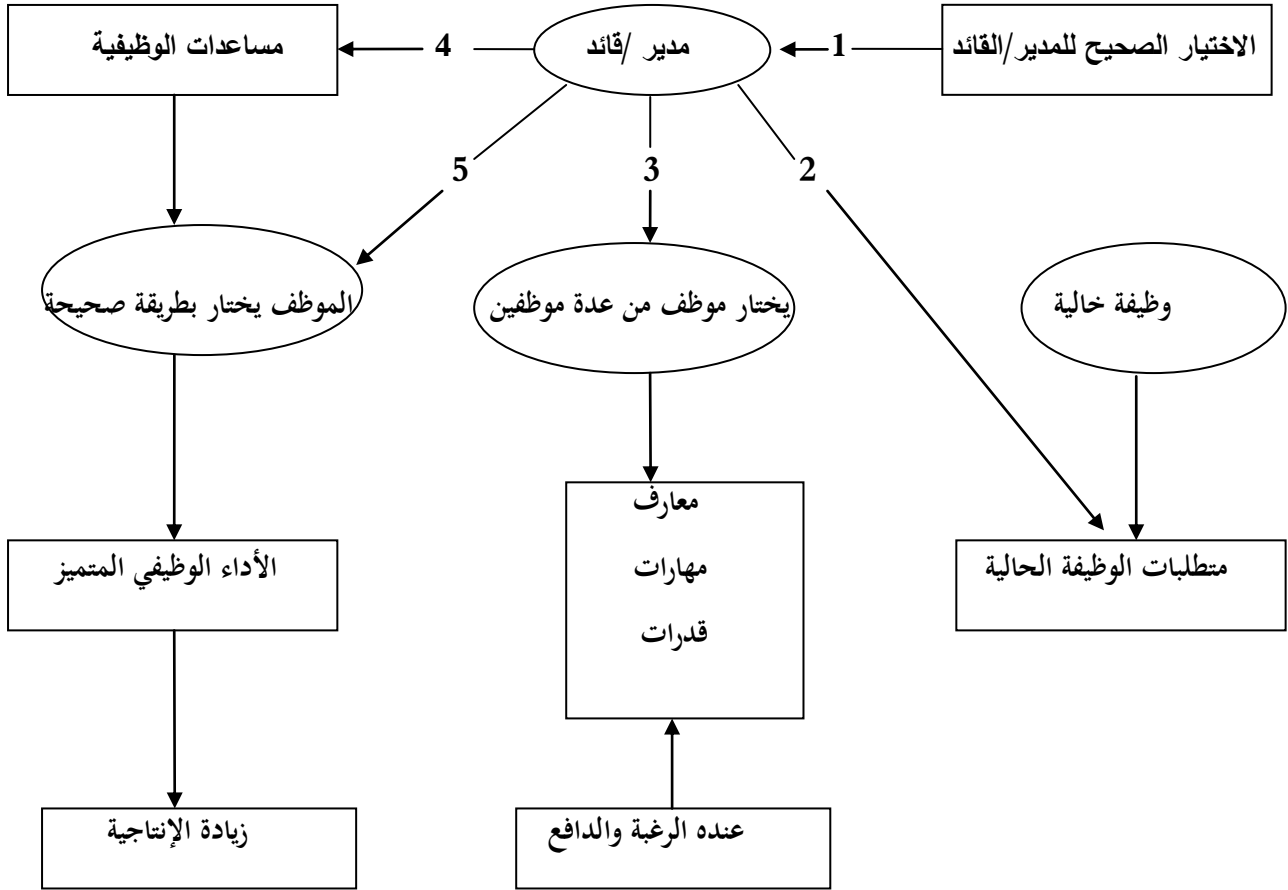 الاختيار الصحيح للمدير/القائد
1
مدير /قائد
4
مساعدات الوظيفية
2
3
5
وظيفة خالية
يختار موظف من عدة موظفين
الموظف يختار بطريقة صحيحة
معارف
مهارات
قدرات
متطلبات الوظيفة الحالية
الأداء الوظيفي المتميز
عنده الرغبة والدافع
زيادة الإنتاجية